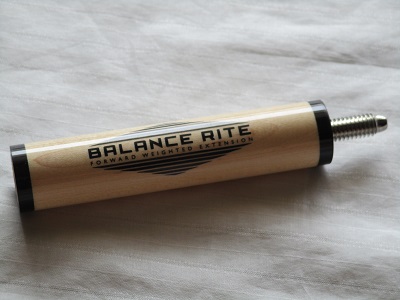 BALANCE RITE
FORWARD WEIGHTED EXTENSION